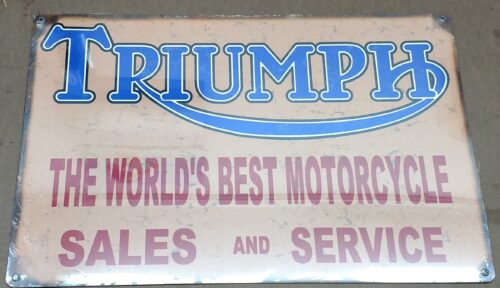 TRIUMPH
THE WORLD'S BEST MOTORCYCLE
SALES AND SERVICE